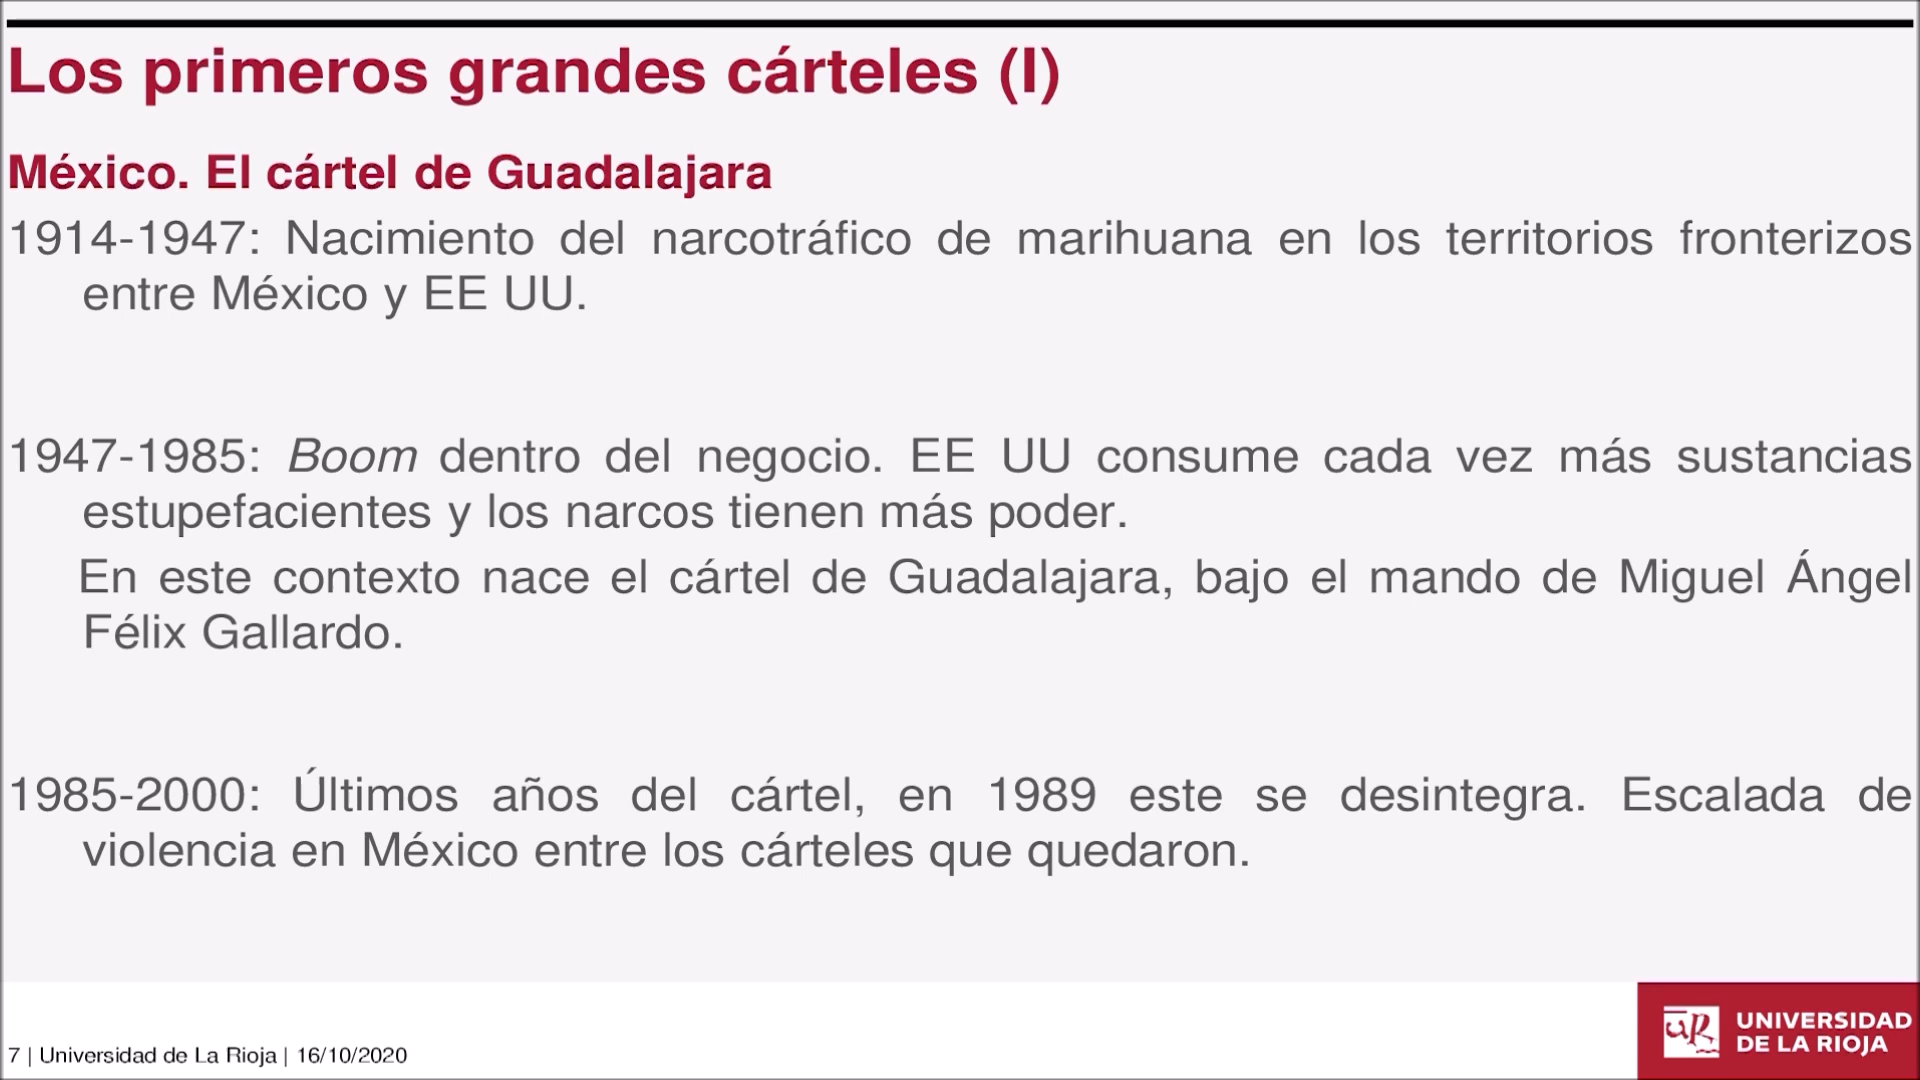 Los primeros grandes cárteles (I)
México. El cártel de Guadalajara
1914-1947: Nacimiento del narcotráfico de marihuana en los territorios fronterizos
entre México y EE UU.
1947-1985: Boom dentro del negocio. EE UU consume cada vez más sustancias
estupefacientes y los narcos tienen más poder.
En este contexto nace el cártel de Guadalajara, bajo el mando de Miguel Ángel
Félix Gallardo.
1985-2000: Últimos años del cártel, en 1989 este se desintegra. Escalada de
violencia en México entre los cárteles que quedaron.
7 | Universidad de La Rioja | 16/10/2020
UR
UNIVERSIDAD
DE LA RIOJA